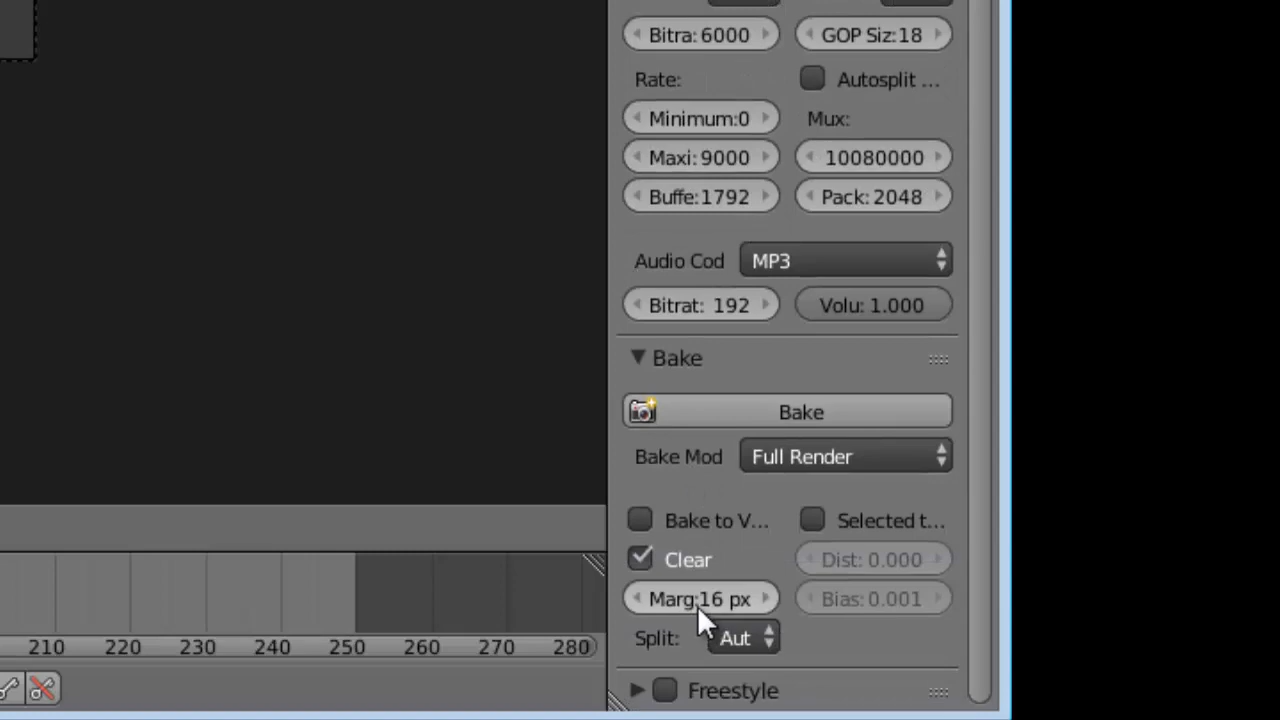 Bitra: 6000 GOP Siz: 18
Rate: Autosplit ...
Minimum: 0 Mux:
Maxi: 9000 10080000
Buffe: 1792 Pack: 2048
Audio Cod MP3
Bitrat: 192 Volu: 1.000
Bake
Bake
Bake Mod Full Render
Bake to V... Selected t...
Clear Dist: 0.000
Marg: 16 px Bias: 0.001
Split: Aut
210 220 230 240 250 260 270 280
Freestyle